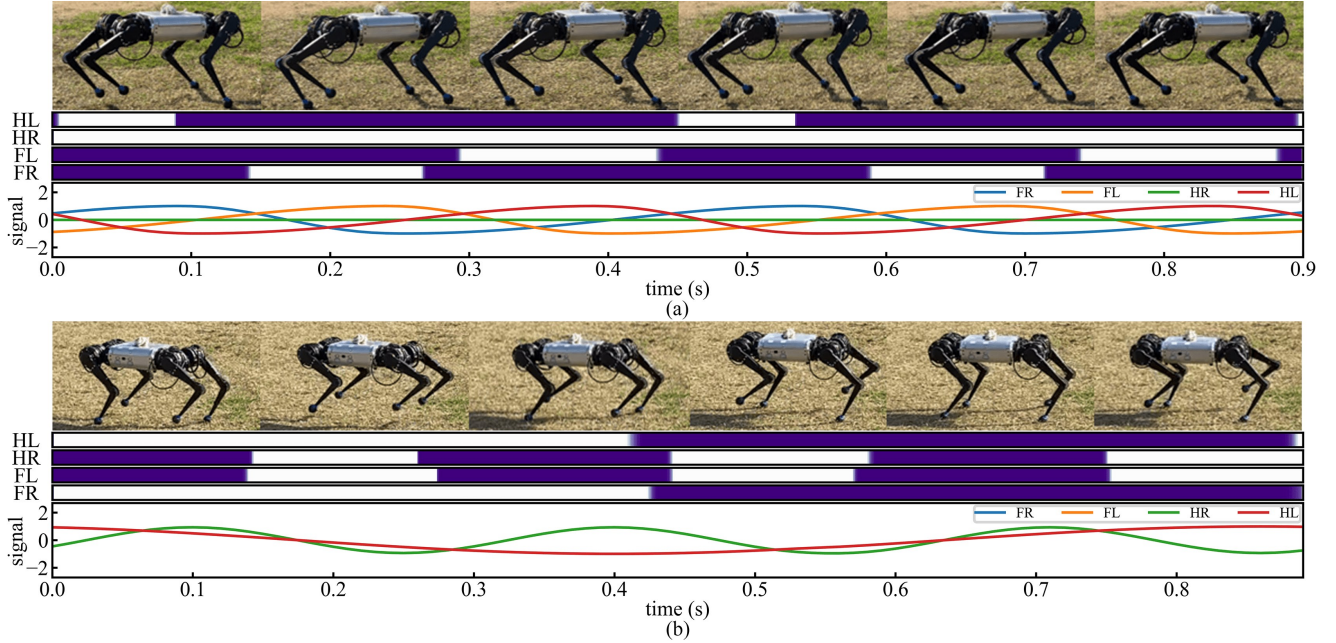 HL
HR
FL
FR
2
0
−2
signal
FR FL HR HL
0.0 0.1 0.2 0.3 0.4 0.5 0.6 0.7 0.8 0.9
time (s)
(a)
HL
HR
FL
FR
2
0
−2
signal
FR FL HR HL
0.0 0.1 0.2 0.3 0.4 0.5 0.6 0.7 0.8
time (s)
(b)